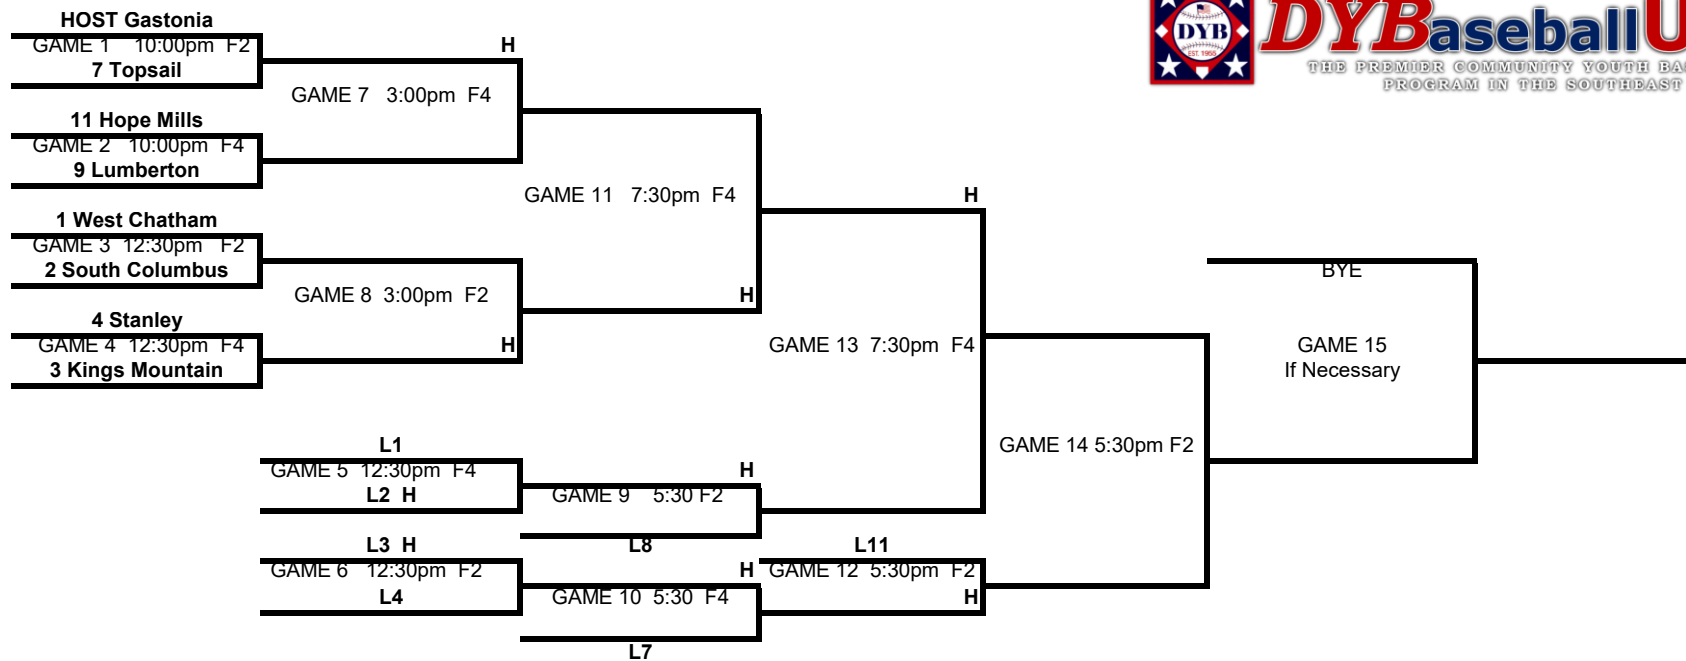 HOST Gastonia
GAME 1 10:00pm F2
7 Topsail
H
GAME 7 3:00pm F4
11 Hope Mills
GAME 2 10:00pm F4
9 Lumberton
GAME 11 7:30pm F4
H
1 West Chatham
GAME 3 12:30pm F2
2 South Columbus
GAME 8 3:00pm F2
H
4 Stanley
GAME 4 12:30pm F4
3 Kings Mountain
H
GAME 13 7:30pm F4
BYE
GAME 15
If Necessary
L1
GAME 5 12:30pm F4
L2 H
H
GAME 9 5:30 F2
L8
GAME 14 5:30pm F2
L3 H
GAME 6 12:30pm F2
L4
H
GAME 10 5:30 F4
L7
L11
GAME 12 5:30pm F2
H
DYB
EST. 1955
DYBaseballU
THE PREMIER COMMUNITY YOUTH BA
PROGRAM IN THE SOUTHEAST